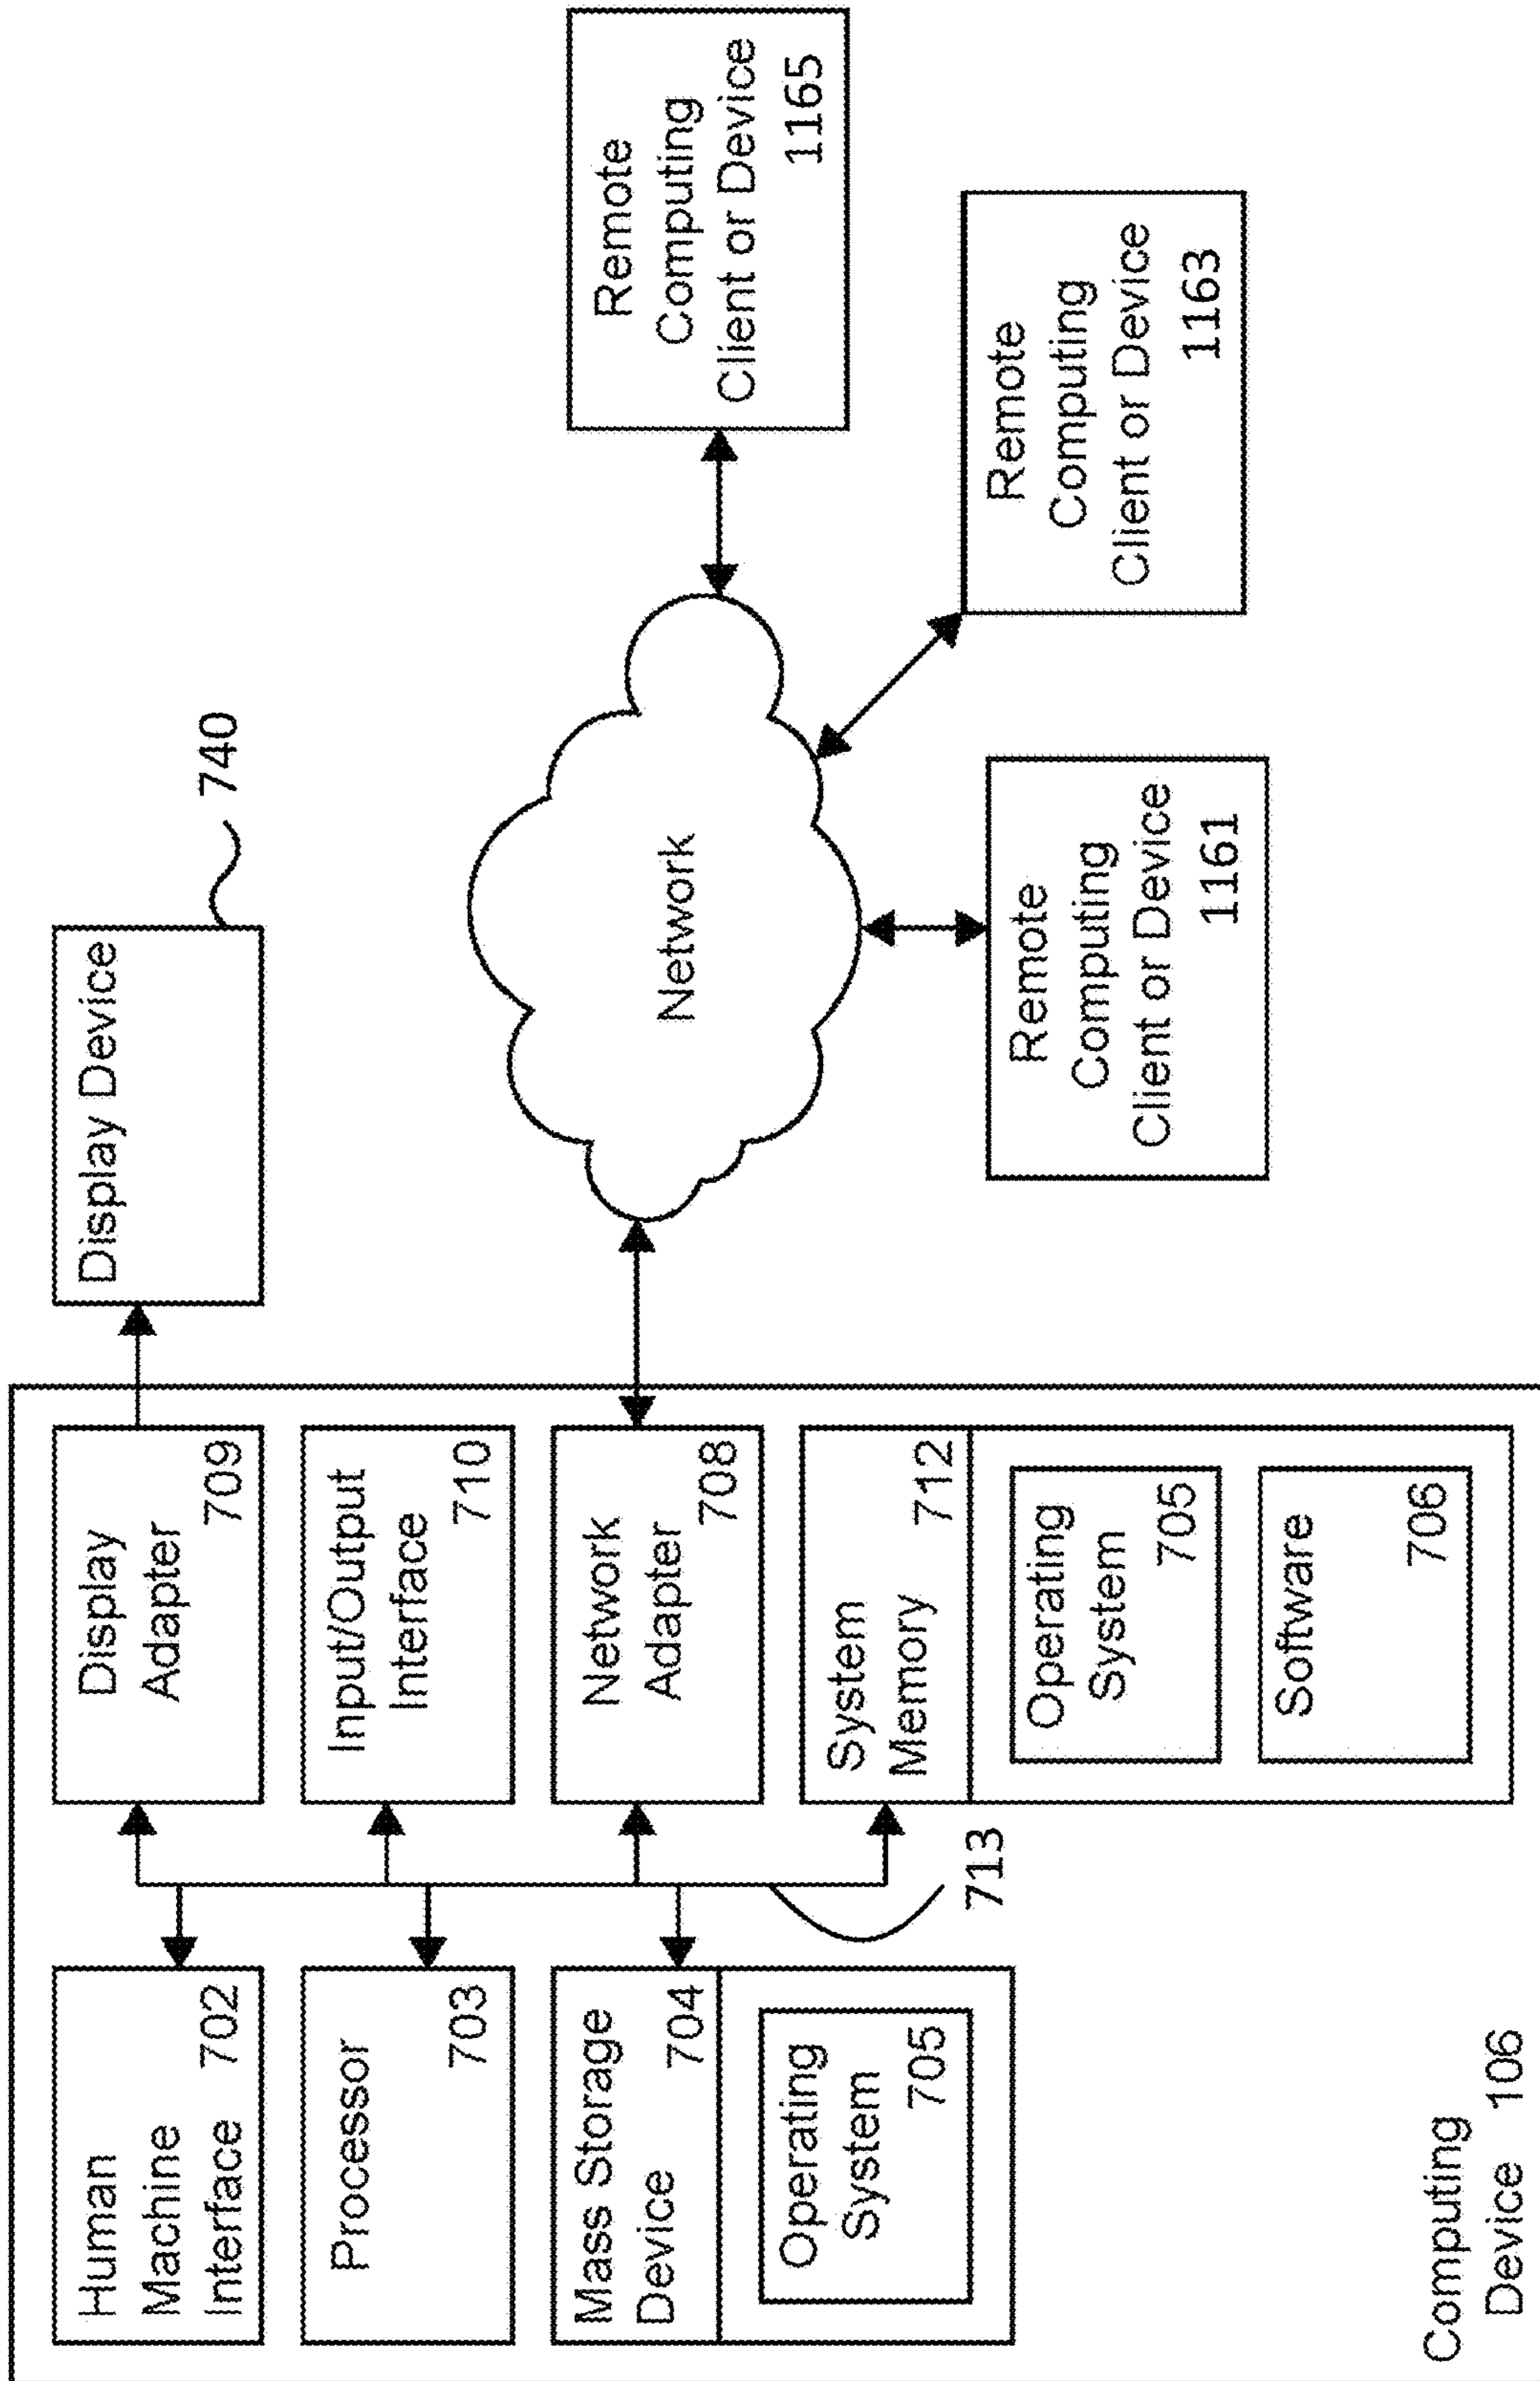 Human
Machine
Interface 702
Processor
703
Mass Storage
Device 704
Operating
System
705
Computing
Device 106
713
Display
Adapter
709
Input/Output
Interface
710
Network
Adapter
708
System
Memory 712
Operating
System
705
Software
706
Display Device
740
Network
Remote
Computing
Client or Device
1161
Remote
Computing
Client or Device
1163
Remote
Computing
Client or Device
1165